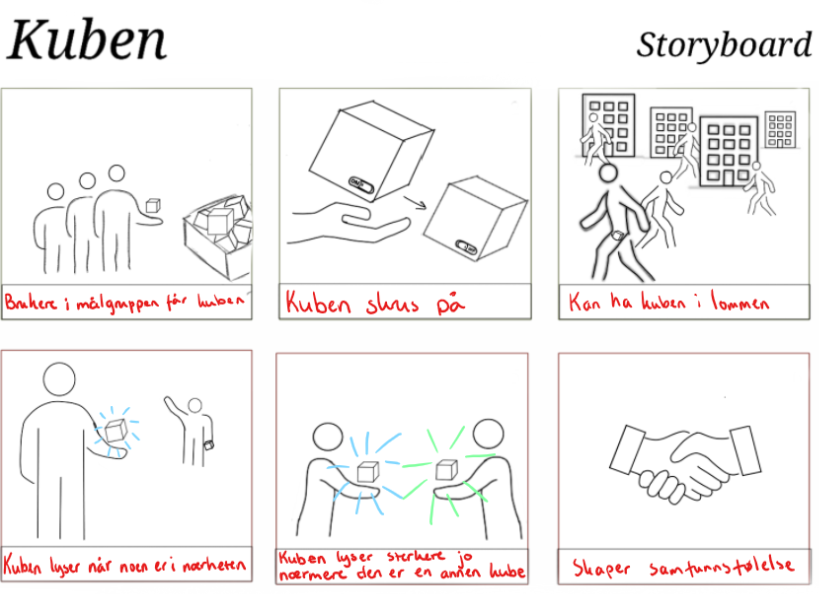 Kuben
Storyboard
Brukere i målgruppen får kuben
Kuben skrus på
Kan ha kuben i lommen
Kuben lyser når noen er i nærheten
Kuben lyser sterkere jo
nærmere den er en annen kube
Skaper samfunnsfølelse